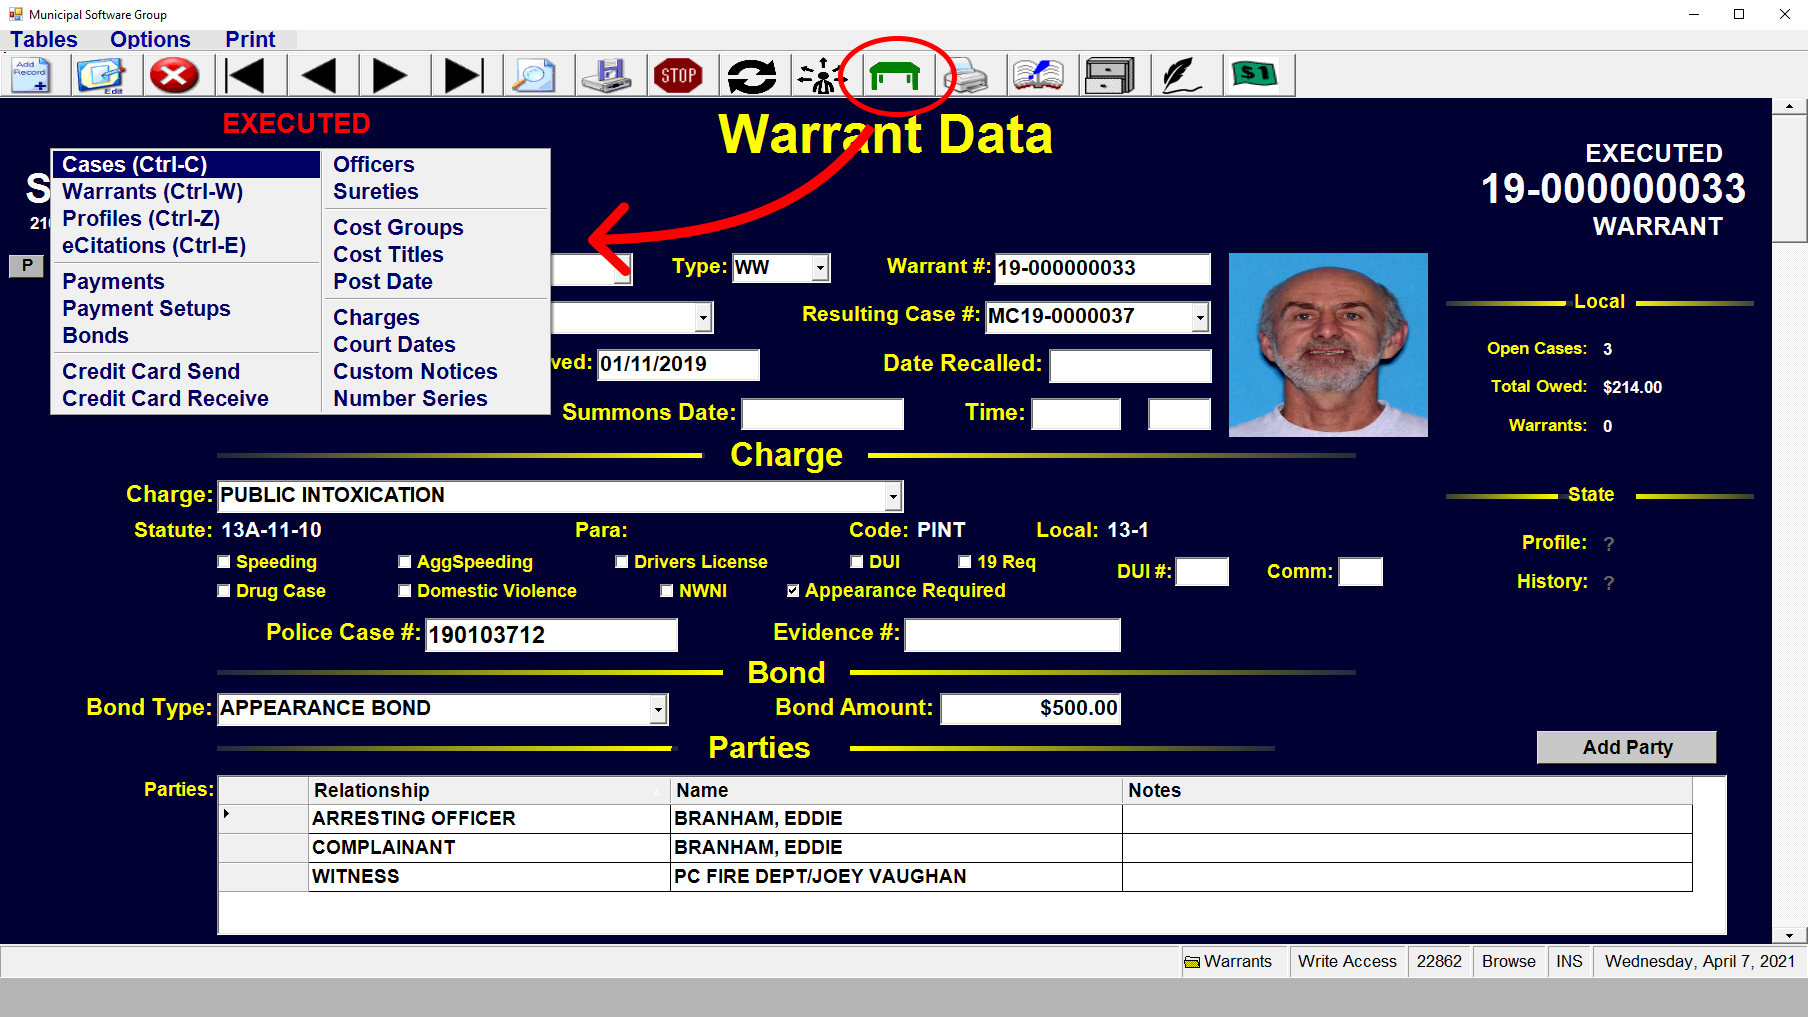 Municipal Software Group
Tables Options Print
Add Record
Edit
STOP
$1
EXECUTED
Warrant Data
EXECUTED
19-000000033
WARRANT
S
210
P
Cases (Ctrl-C)
Warrants (Ctrl-W)
Profiles (Ctrl-Z)
eCitations (Ctrl-E)
Payments
Payment Setups
Bonds
Credit Card Send
Credit Card Receive
Officers
Sureties
Cost Groups
Cost Titles
Post Date
Charges
Court Dates
Custom Notices
Number Series
Type: WW Warrant #: 19-000000033
Resulting Case #: MC19-0000037
ved: 01/11/2019 Date Recalled:
Summons Date: Time:
Local
Open Cases: 3
Total Owed: $214.00
Warrants: 0
Charge
Charge: PUBLIC INTOXICATION
Statute: 13A-11-10 Para: Code: PINT Local: 13-1
Speeding AggSpeeding Drivers License DUI 19 Req DUI #: Comm:
Drug Case Domestic Violence NWNI Appearance Required
State
Profile: ?
History: ?
Police Case #: 190103712 Evidence #:
Bond
Bond Type: APPEARANCE BOND Bond Amount: $500.00
Parties
Add Party
Parties: Relationship Name Notes
ARRESTING OFFICER BRANHAM, EDDIE
COMPLAINANT BRANHAM, EDDIE
WITNESS PC FIRE DEPT/JOEY VAUGHAN
Warrants Write Access 22862 Browse INS Wednesday, April 7, 2021